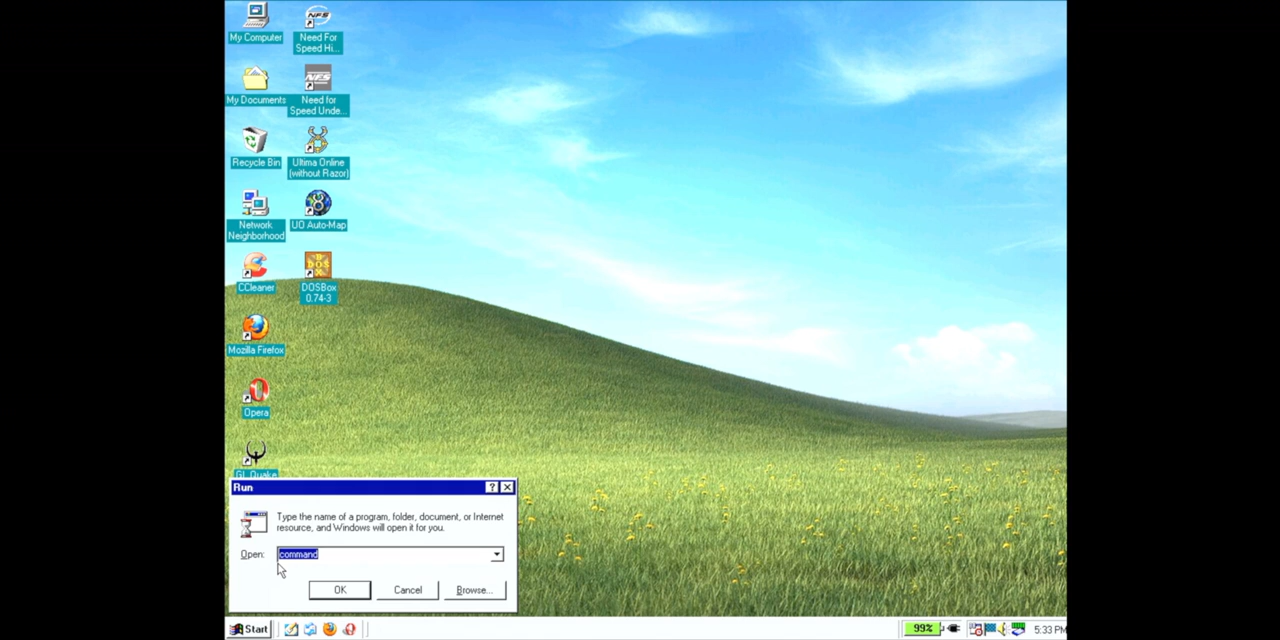 My Computer
Need For
Speed Hi...
My Documents
Need for
Speed Unde...
Recycle Bin
Ultima Online
(without Razor)
Network
Neighborhood
UO Auto-Map
CCleaner
DOSBox
0.74-3
Mozilla Firefox
Opera
GL Quake
Run
Type the name of a program, folder, document, or Internet
resource, and Windows will open it for you.
Open:
command
OK
Cancel
Browse...
Start
99%
5:33 PM